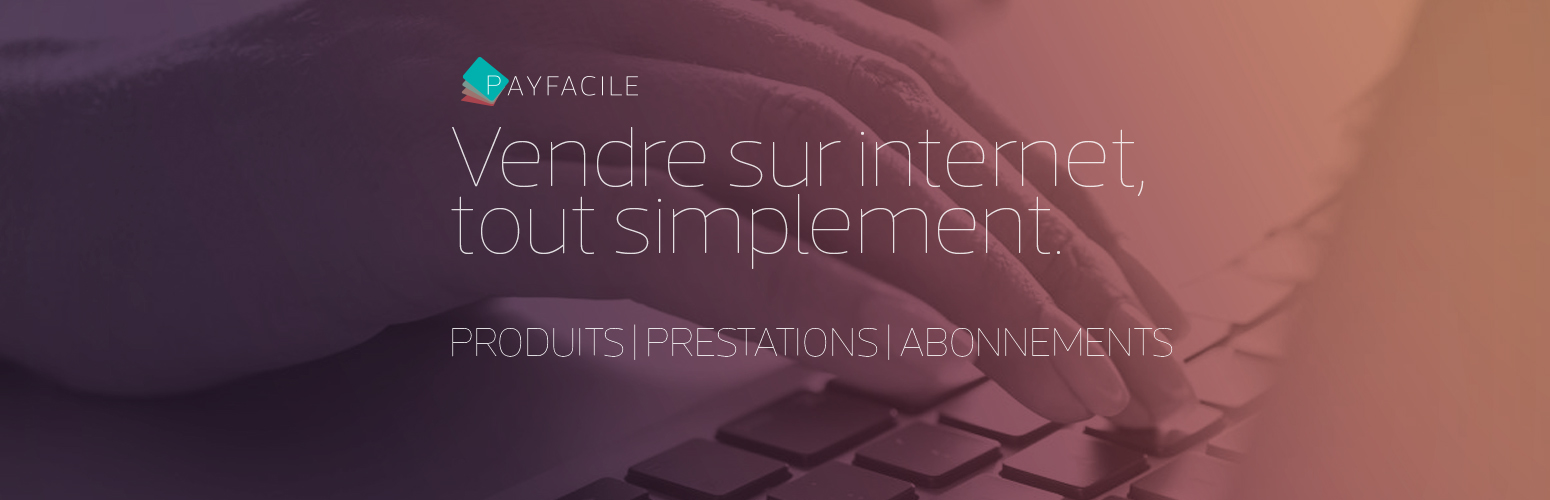 PAYFACILE
Vendre sur internet,
tout simplement.
PRODUITS | PRESTATIONS | ABONNEMENTS